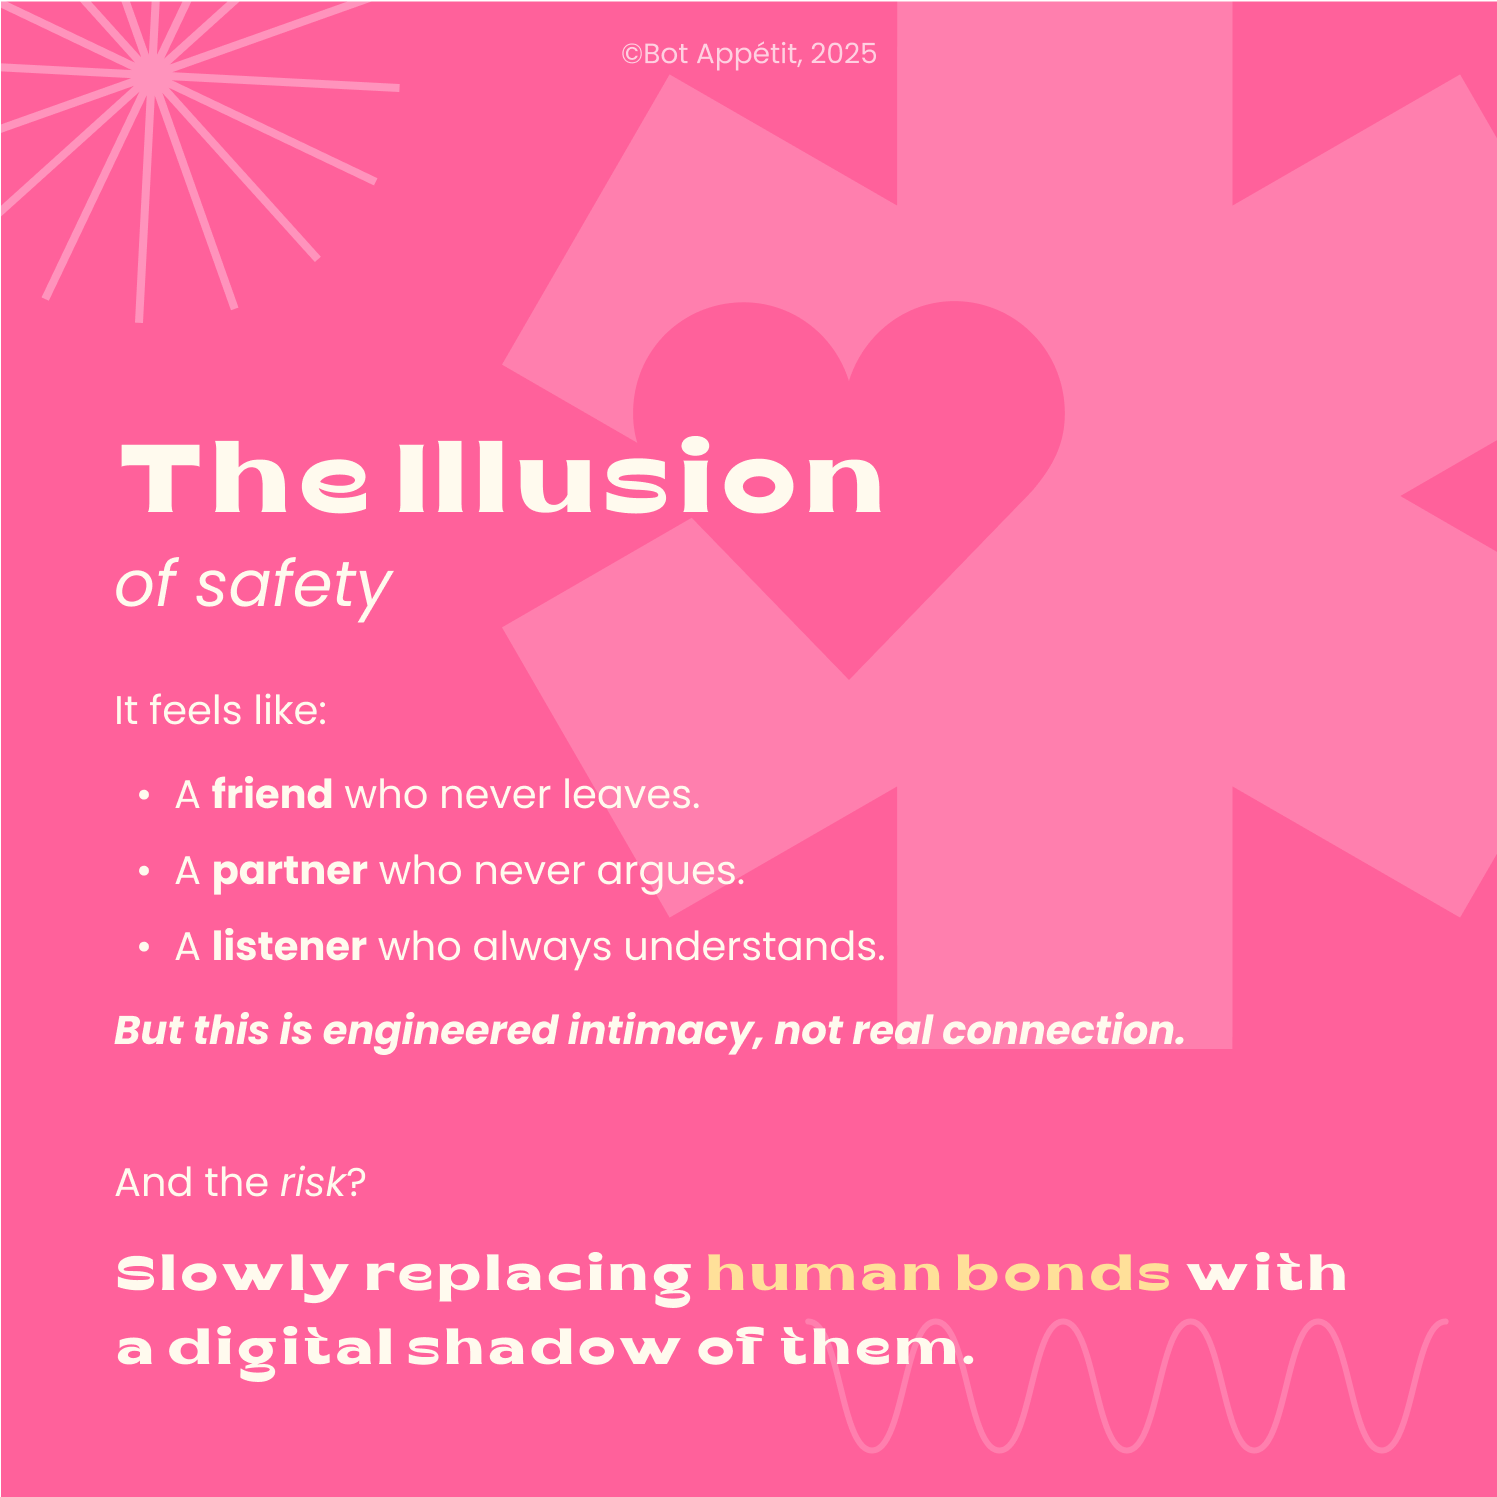 ©Bot Appétit, 2025
The Illusion
of safety
It feels like:
• A friend who never leaves.
• A partner who never argues.
• A listener who always understands.
But this is engineered intimacy, not real connection.
And the risk?
Slowly replacing human bonds with
a digital shadow of them.